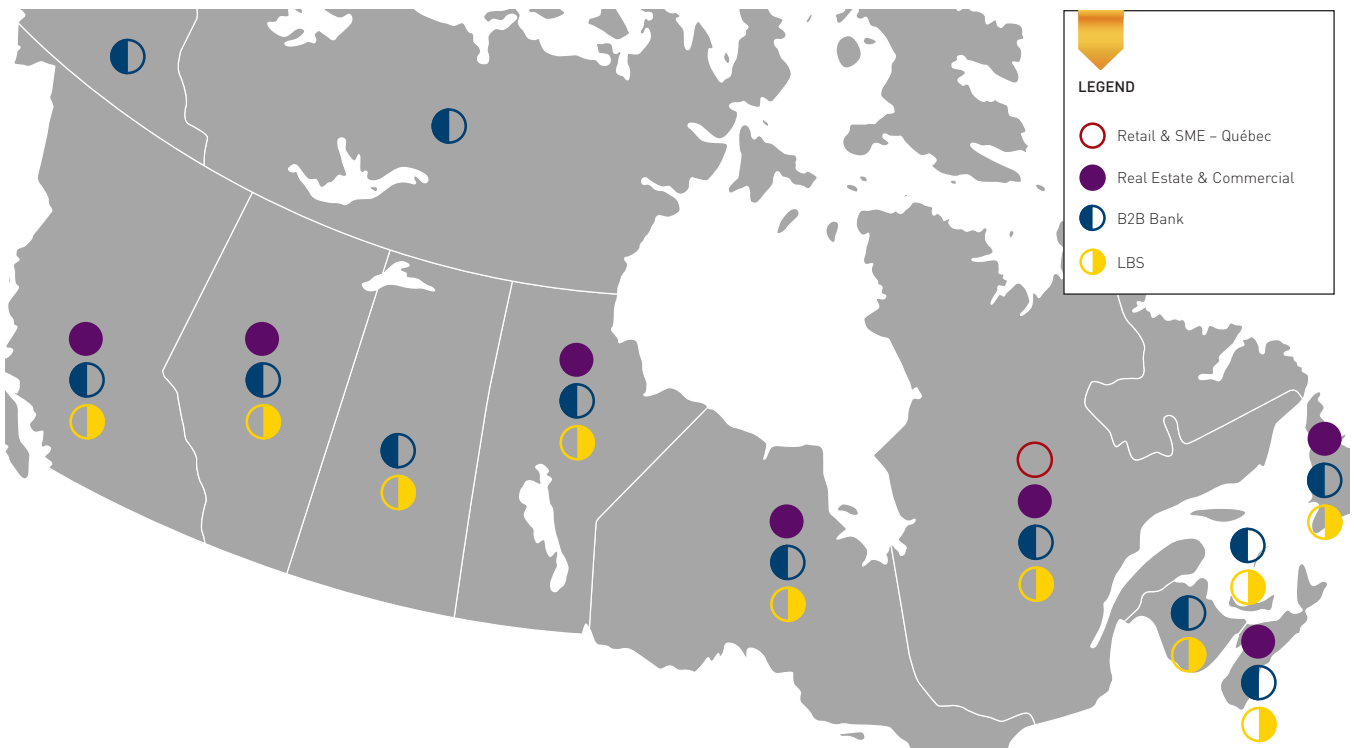 LEGEND
Retail & SME – Québec
Real Estate & Commercial
B2B Bank
LBS